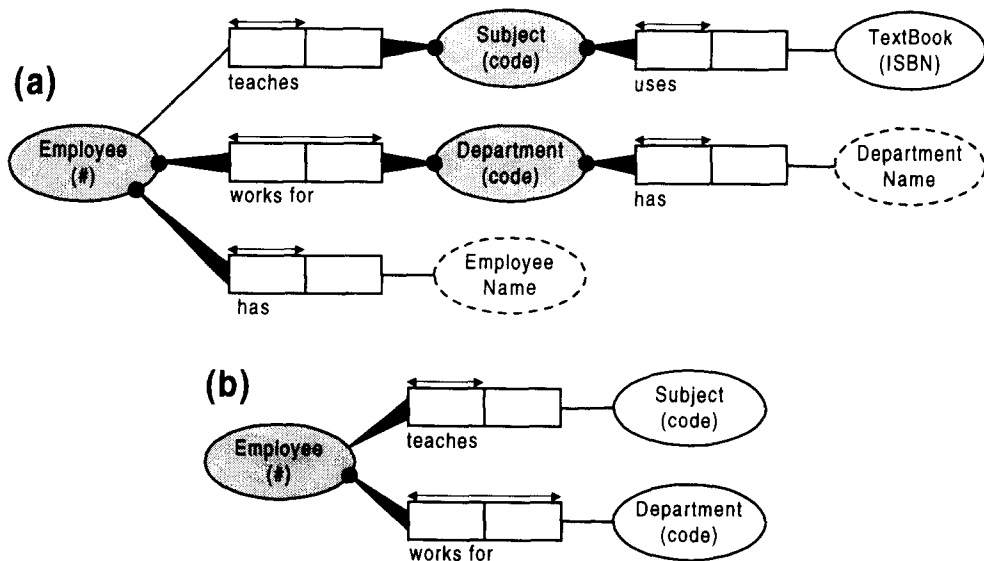 (a)
Employee
(#)
teaches
Subject
(code)
uses
TextBook
(ISBN)
works for
Department
(code)
has
Department
Name
has
Employee
Name
(b)
Employee
(#)
teaches
Subject
(code)
works for
Department
(code)